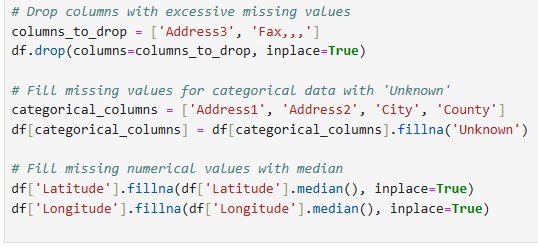 # Drop columns with excessive missing values
columns_to_drop = ['Address3', 'Fax,,,']
df.drop(columns=columns_to_drop, inplace=True)
# Fill missing values for categorical data with 'Unknown'
categorical_columns = ['Address1', 'Address2', 'City', 'County']
df[categorical_columns] = df[categorical_columns].fillna('Unknown')
# Fill missing numerical values with median
df['Latitude'].fillna(df['Latitude'].median(), inplace=True)
df['Longitude'].fillna(df['Longitude'].median(), inplace=True)